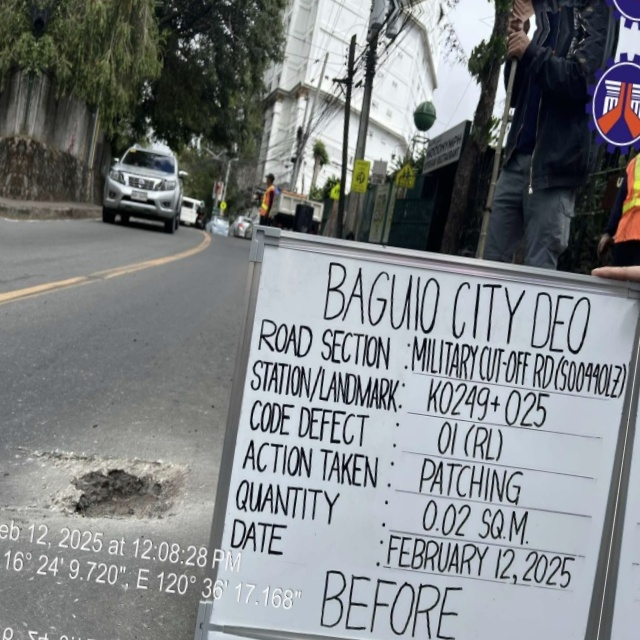 BAGUIO CITY DEO
ROAD SECTION : MILITARY CUT-OFF RD (S00440LZ)
STATION/LANDMARK: K0249+025
CODE DEFECT : 01 (RL)
ACTION TAKEN : PATCHING
QUANTITY : 0.02 SQ.M.
DATE : FEBRUARY 12, 2025
BEFORE
eb 12, 2025 at 12:08:28 PM
16° 24' 9.720", E 120° 36' 17.168"